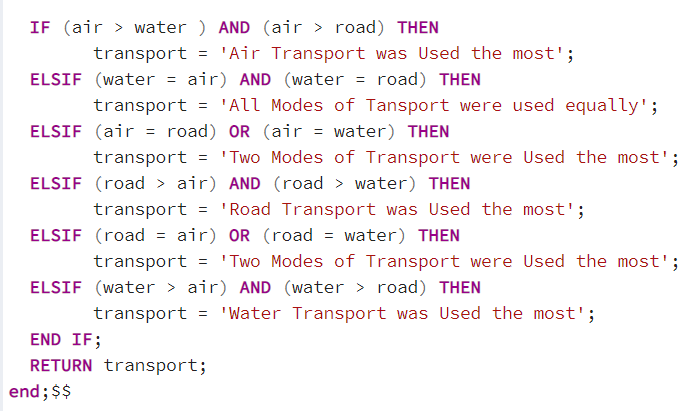 IF (air > water ) AND (air > road) THEN
transport = 'Air Transport was Used the most';
ELSIF (water = air) AND (water = road) THEN
transport = 'All Modes of Tansport were used equally';
ELSIF (air = road) OR (air = water) THEN
transport = 'Two Modes of Transport were Used the most';
ELSIF (road > air) AND (road > water) THEN
transport = 'Road Transport was Used the most';
ELSIF (road = air) OR (road = water) THEN
transport = 'Two Modes of Transport were Used the most';
ELSIF (water > air) AND (water > road) THEN
transport = 'Water Transport was Used the most';
END IF;
RETURN transport;
end;$$